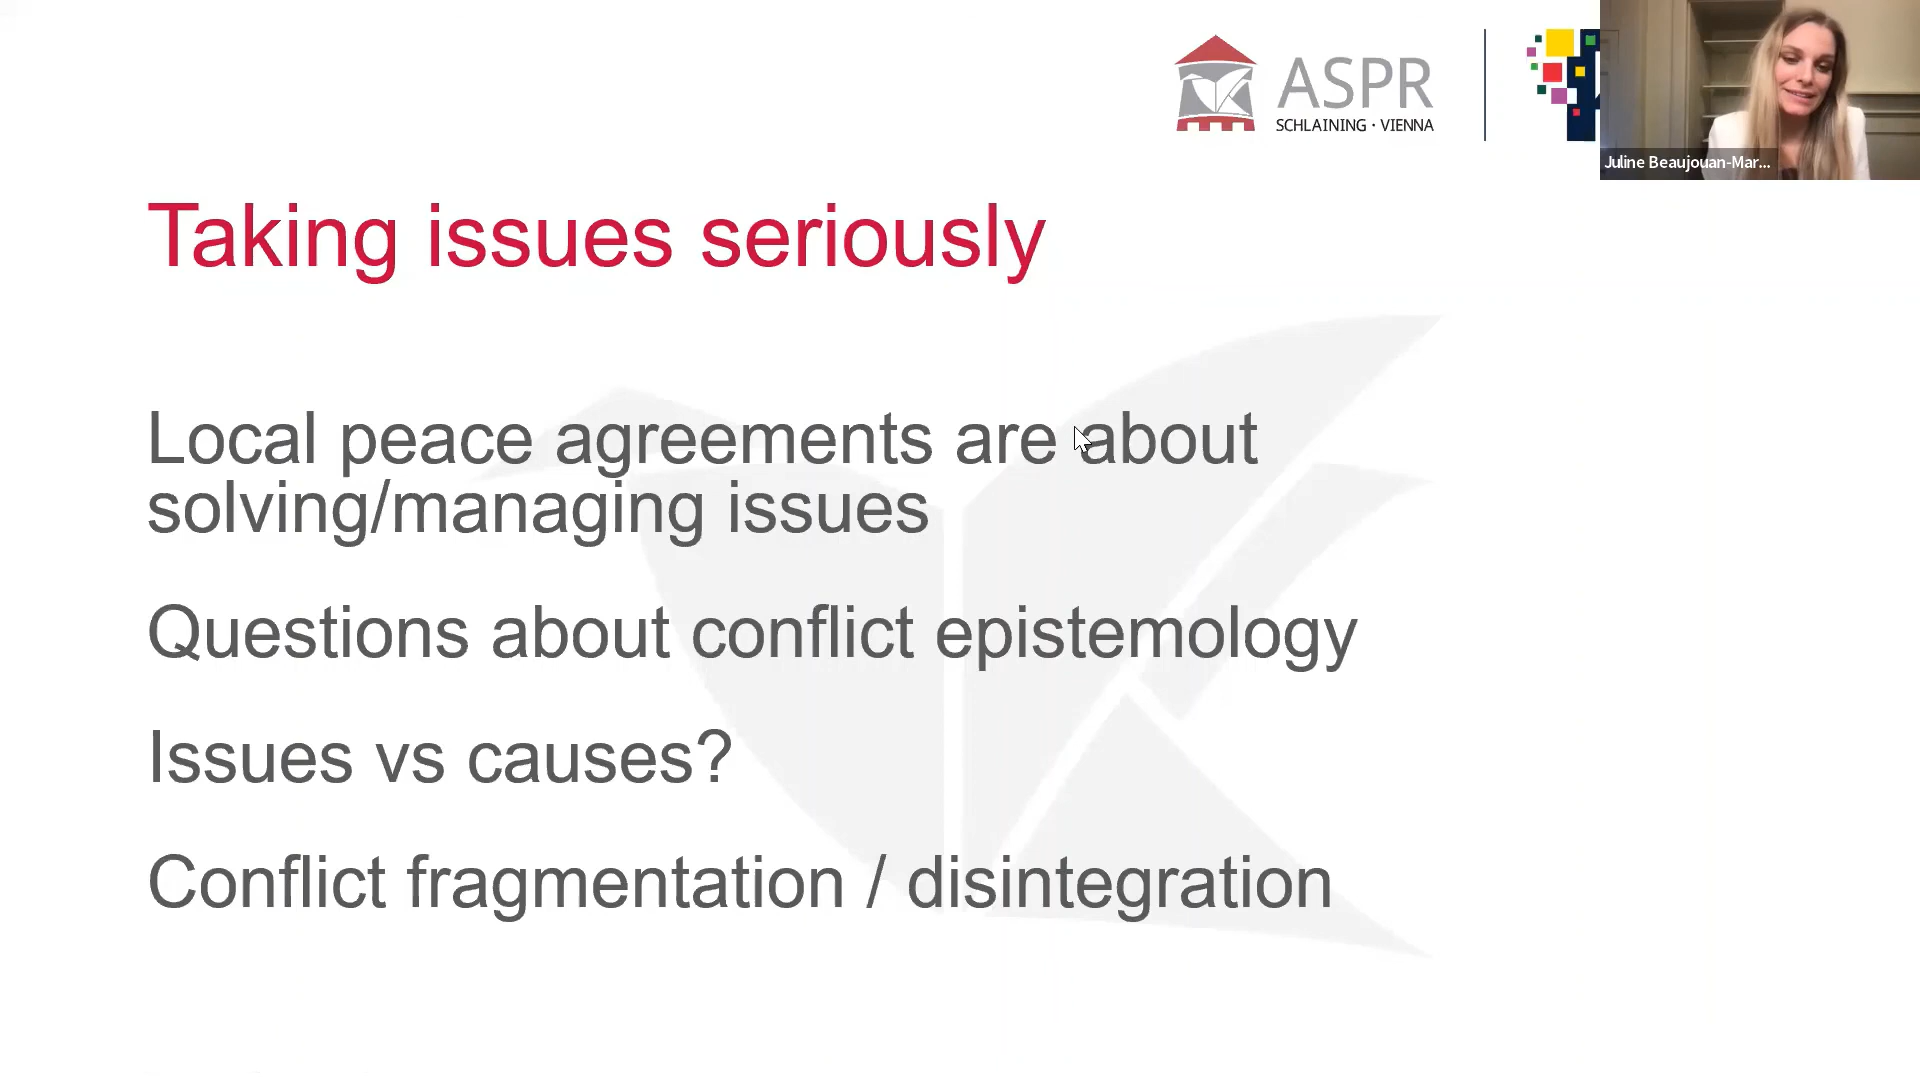 ASPR
SCHLAINING · VIENNA
Juline Beaujouan-Mar...
Taking issues seriously
Local peace agreements are about
solving/managing issues
Questions about conflict epistemology
Issues vs causes?
Conflict fragmentation / disintegration